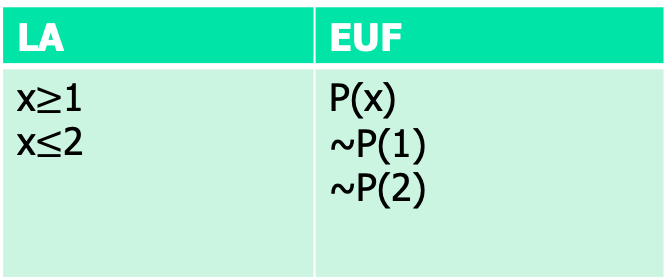 LA
EUF
x≥1
x≤2
P(x)
~P(1)
~P(2)